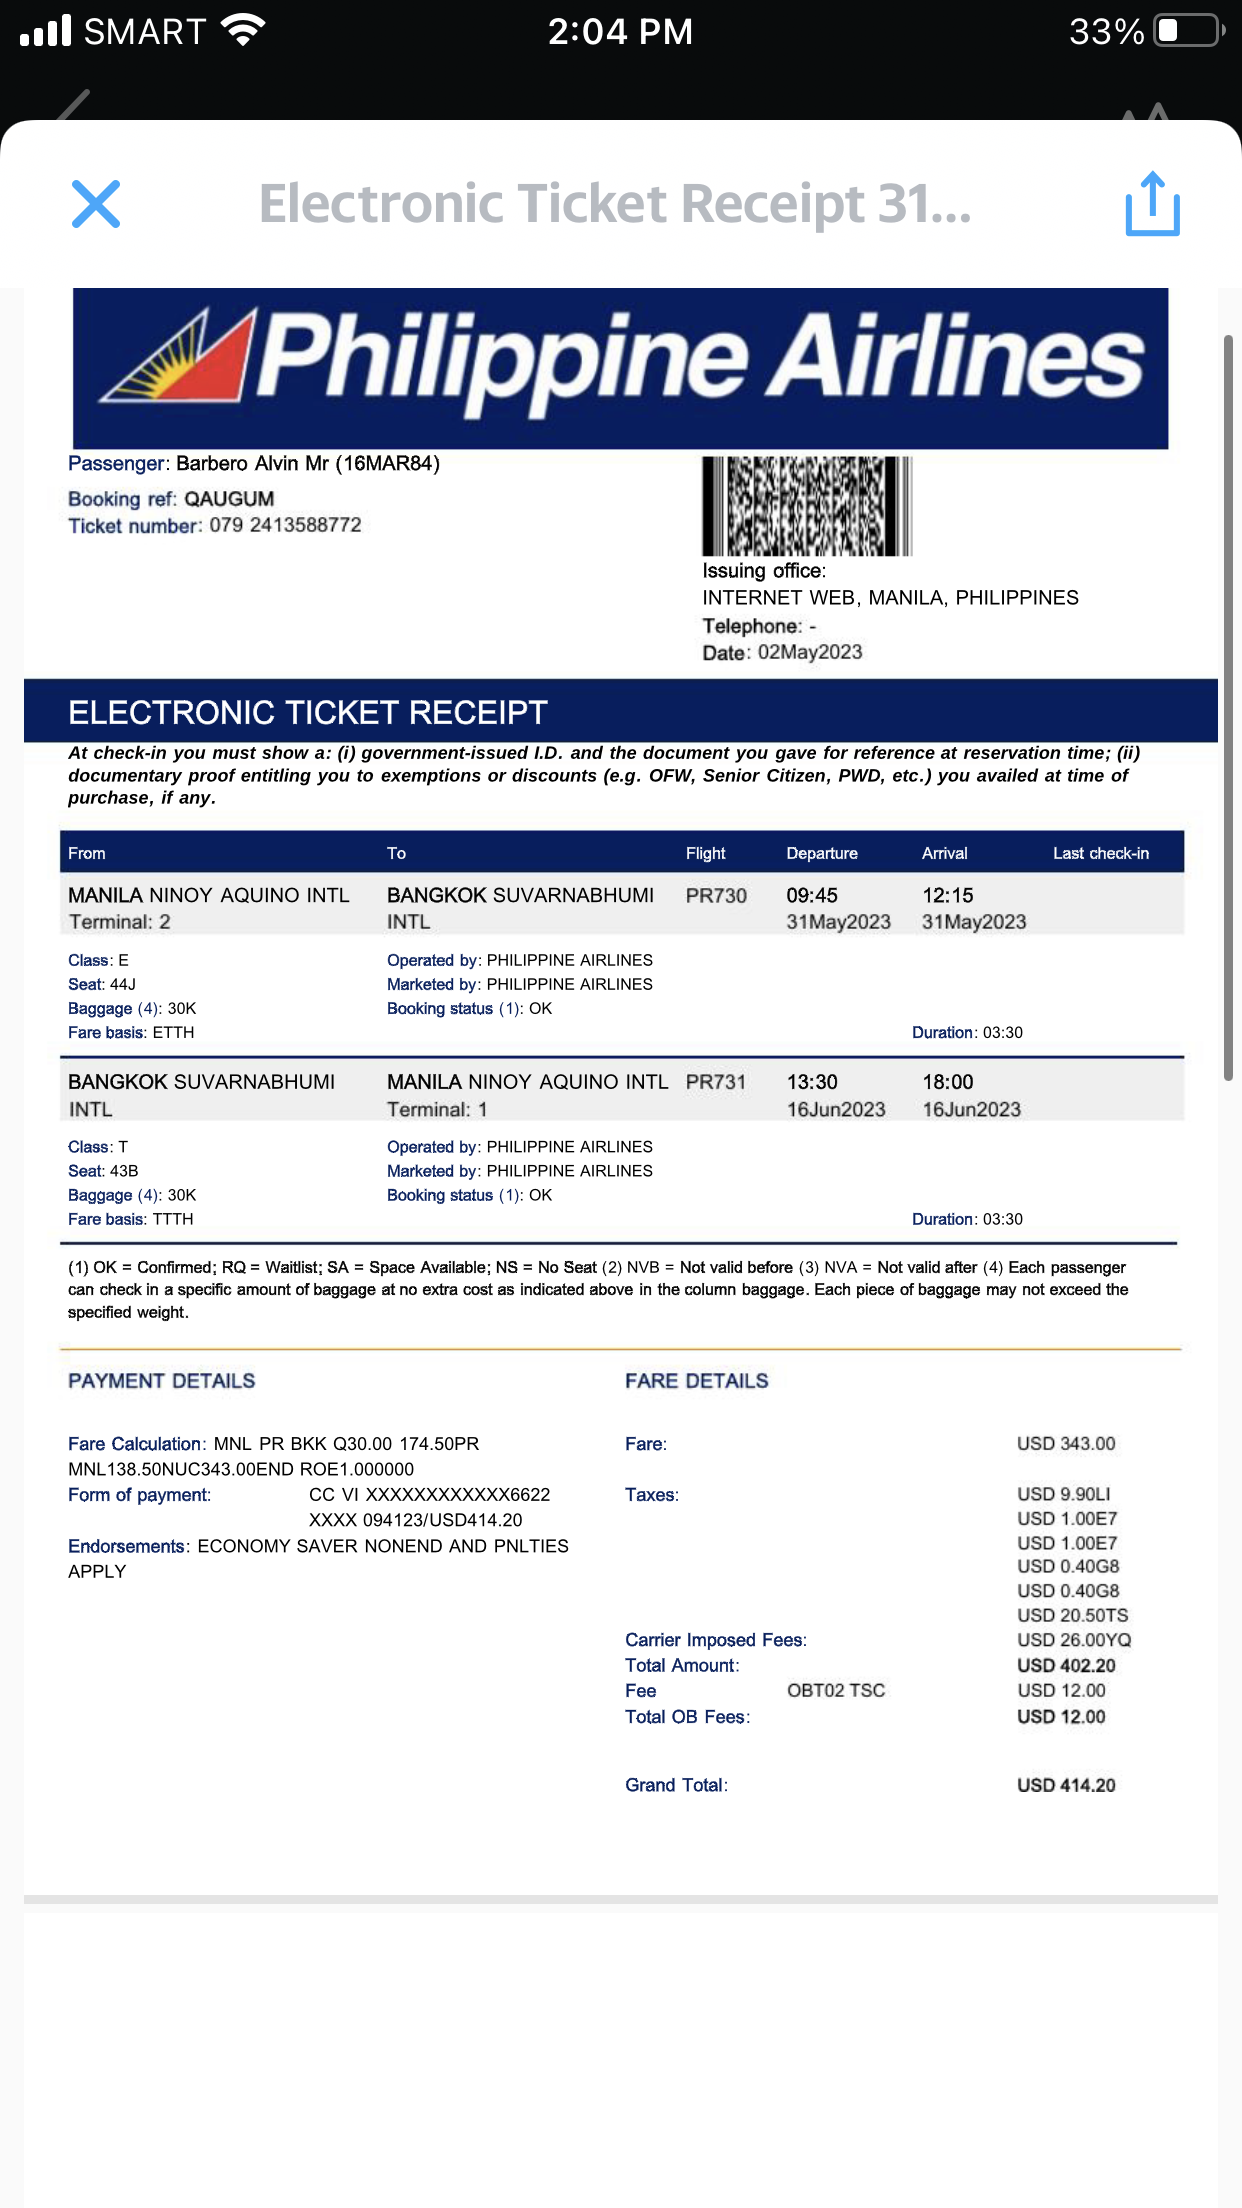 SMART
2:04 PM
33%
Electronic Ticket Receipt 31...
Philippine Airlines
Passenger: Barbero Alvin Mr (16MAR84)
Booking ref: QAUGUM
Ticket number: 079 2413588772
Issuing office:
INTERNET WEB, MANILA, PHILIPPINES
Telephone: -
Date: 02May2023
ELECTRONIC TICKET RECEIPT
At check-in you must show a: (i) government-issued I.D. and the document you gave for reference at reservation time; (ii)
documentary proof entitling you to exemptions or discounts (e.g. OFW, Senior Citizen, PWD, etc.) you availed at time of
purchase, if any.
From To Flight Departure Arrival Last check-in
MANILA NINOY AQUINO INTL BANGKOK SUVARNABHUMI PR730 09:45 12:15
Terminal: 2 INTL 31May2023 31May2023
Class: E Operated by: PHILIPPINE AIRLINES
Seat: 44J Marketed by: PHILIPPINE AIRLINES
Baggage (4): 30K Booking status (1): OK
Fare basis: ETTH Duration: 03:30
BANGKOK SUVARNABHUMI MANILA NINOY AQUINO INTL PR731 13:30 18:00
INTL Terminal: 1 16Jun2023 16Jun2023
Class: T Operated by: PHILIPPINE AIRLINES
Seat: 43B Marketed by: PHILIPPINE AIRLINES
Baggage (4): 30K Booking status (1): OK
Fare basis: TTTH Duration: 03:30
(1) OK = Confirmed; RQ = Waitlist; SA = Space Available; NS = No Seat (2) NVB = Not valid before (3) NVA = Not valid after (4) Each passenger
can check in a specific amount of baggage at no extra cost as indicated above in the column baggage. Each piece of baggage may not exceed the
specified weight.
PAYMENT DETAILS
Fare Calculation: MNL PR BKK Q30.00 174.50PR
MNL138.50NUC343.00END ROE1.000000
Form of payment: CC VI XXXXXXXXXXXX6622
XXXX 094123/USD414.20
Endorsements: ECONOMY SAVER NONEND AND PNLTIES
APPLY
FARE DETAILS
Fare: USD 343.00
Taxes: USD 9.90LI
USD 1.00E7
USD 1.00E7
USD 0.40G8
USD 0.40G8
USD 20.50TS
Carrier Imposed Fees: USD 26.00YQ
Total Amount: USD 402.20
Fee OBT02 TSC USD 12.00
Total OB Fees: USD 12.00
Grand Total: USD 414.20